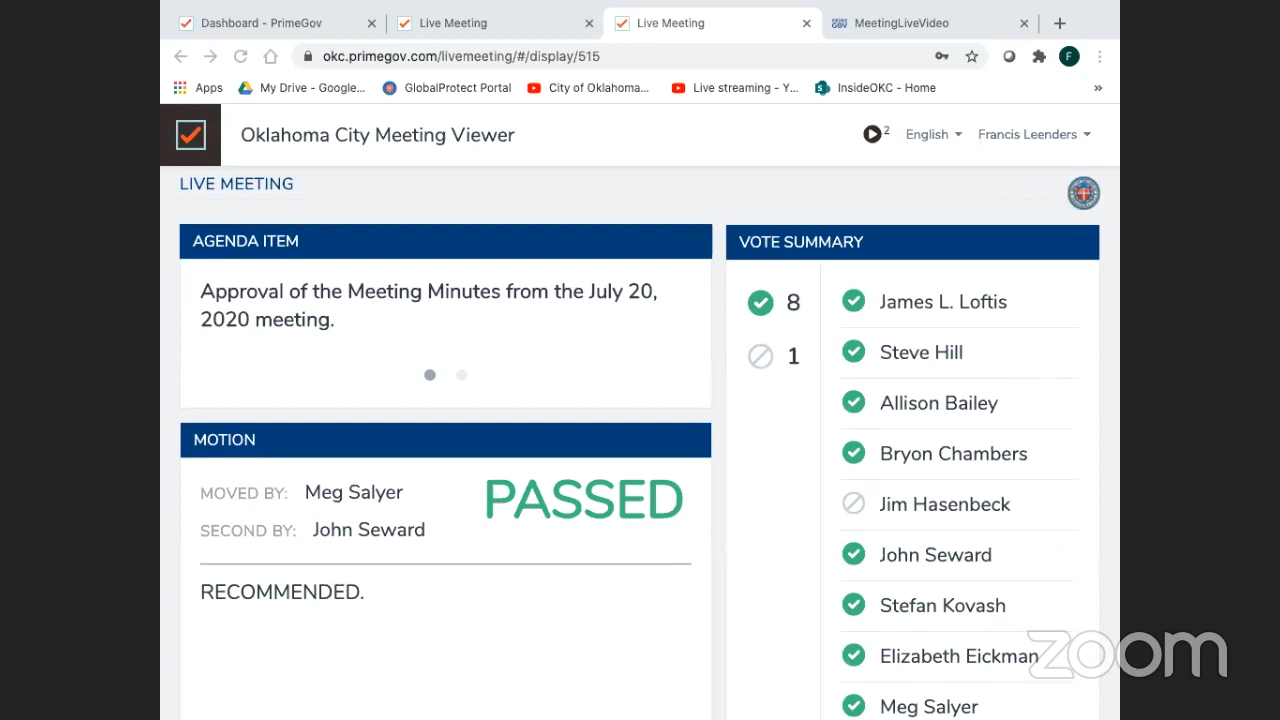 Dashboard - PrimeGov
Live Meeting
Live Meeting
MeetingLiveVideo
okc.primegov.com/livemeeting/#/display/515
F
Apps
My Drive - Google...
GlobalProtect Portal
City of Oklahoma...
Live streaming - Y...
InsideOKC - Home
»
Oklahoma City Meeting Viewer
2
English
Francis Leenders
LIVE MEETING
AGENDA ITEM
Approval of the Meeting Minutes from the July 20,
2020 meeting.
MOTION
MOVED BY: Meg Salyer
SECOND BY: John Seward
PASSED
RECOMMENDED.
VOTE SUMMARY
8
1
James L. Loftis
Steve Hill
Allison Bailey
Bryon Chambers
Jim Hasenbeck
John Seward
Stefan Kovash
Elizabeth Eickman
Meg Salyer
zoom